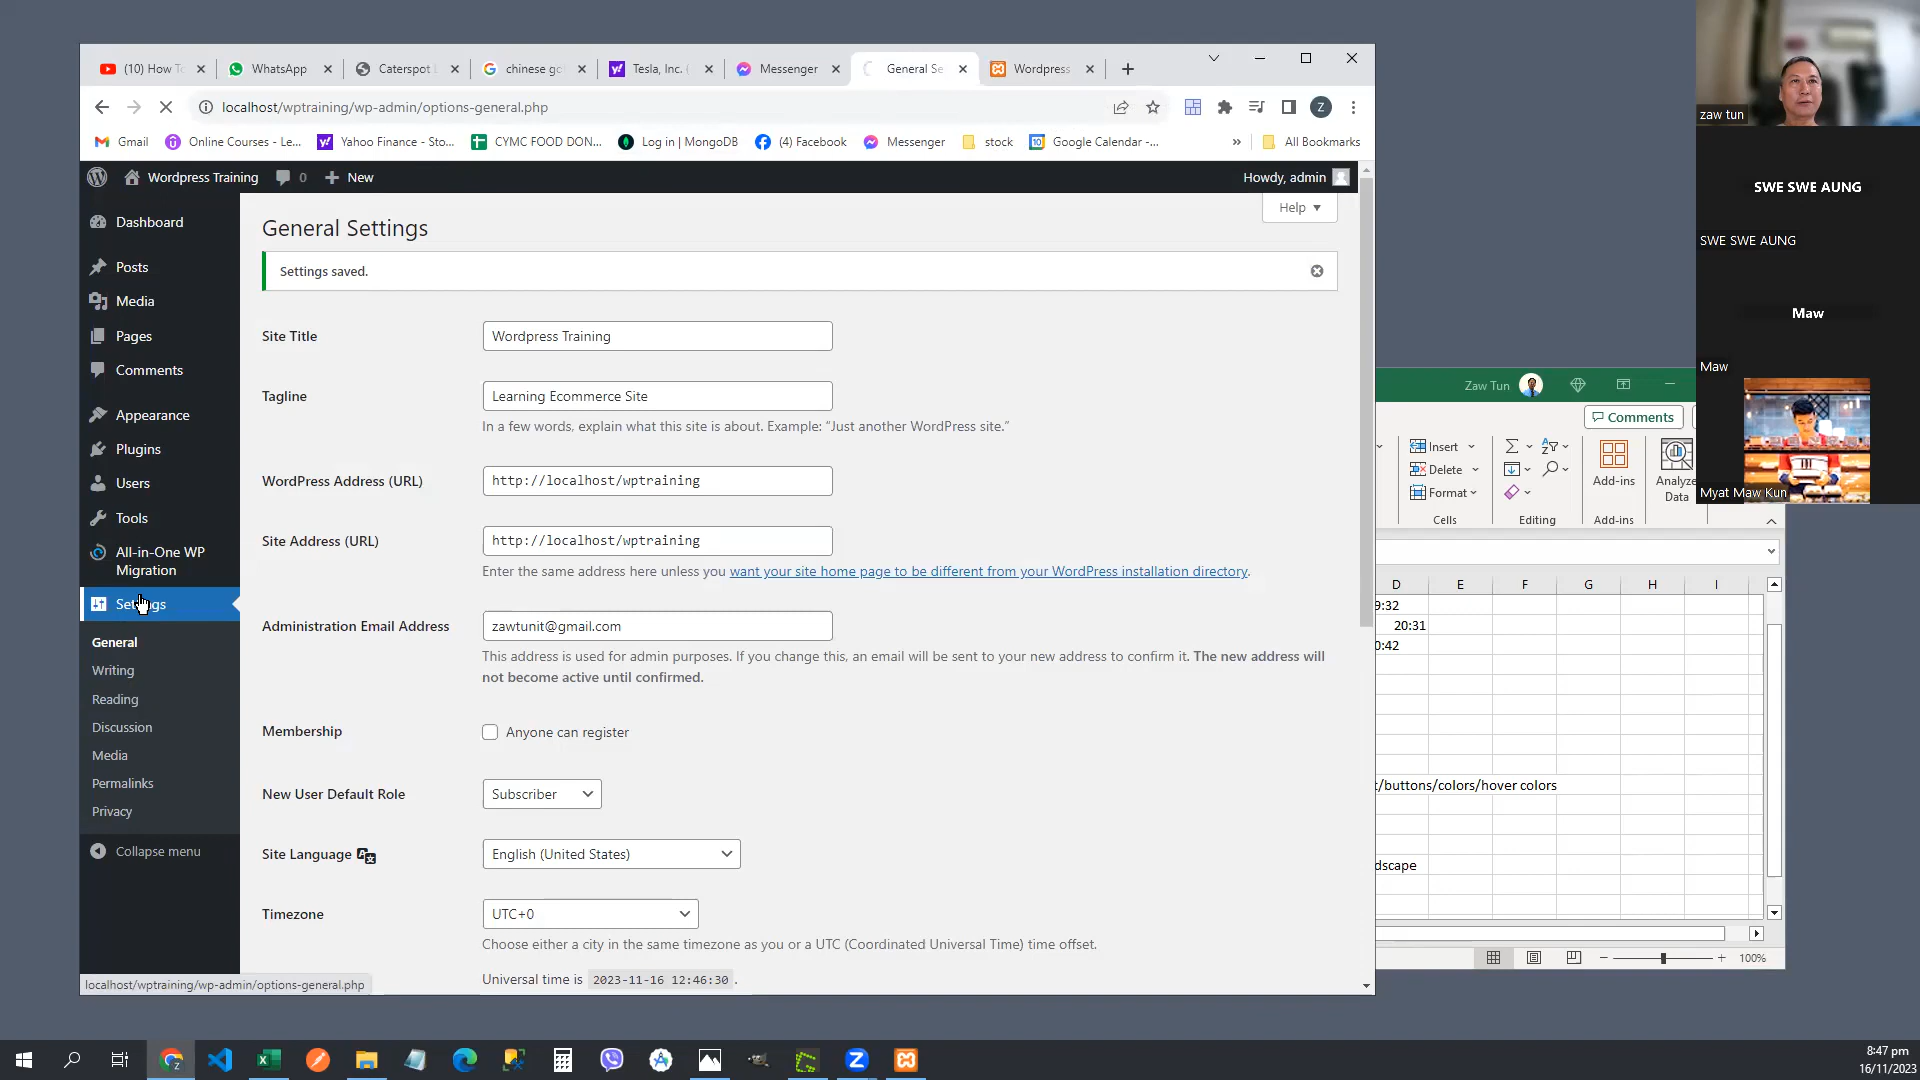 (10) How T
WhatsApp
Caterspot
chinese go
Tesla, Inc. (
Messenger
General Se
Wordpress
localhost/wptraining/wp-admin/options-general.php
Z
Gmail
Online Courses - Le...
Yahoo Finance - Sto...
CYMC FOOD DON...
Log in | MongoDB
(4) Facebook
Messenger
stock
Google Calendar -...
»
All Bookmarks
Wordpress Training
0
New
Howdy, admin
Help
Dashboard
Posts
Media
Pages
Comments
Appearance
Plugins
Users
Tools
All-in-One WP
Migration
Settings
General
Writing
Reading
Discussion
Media
Permalinks
Privacy
Collapse menu
General Settings
Settings saved.
Site Title
Wordpress Training
Tagline
Learning Ecommerce Site
In a few words, explain what this site is about. Example: “Just another WordPress site.”
WordPress Address (URL)
http://localhost/wptraining
Site Address (URL)
http://localhost/wptraining
Enter the same address here unless you want your site home page to be different from your WordPress installation directory.
Administration Email Address
zawtunit@gmail.com
This address is used for admin purposes. If you change this, an email will be sent to your new address to confirm it. The new address will
not become active until confirmed.
Membership
Anyone can register
New User Default Role
Subscriber
Site Language
English (United States)
Timezone
UTC+0
Choose either a city in the same timezone as you or a UTC (Coordinated Universal Time) time offset.
Universal time is 2023-11-16 12:46:30 .
localhost/wptraining/wp-admin/options-general.php
zaw tun
SWE SWE AUNG
SWE SWE AUNG
Maw
Maw
Myat Maw Kun
Zaw Tun
Comments
Insert
Delete
Format
Cells
Editing
Add-ins
Add-ins
Analyze
Data
D
E
F
G
H
I
9:32
20:31
0:42
t/buttons/colors/hover colors
dscape
100%
8:47 pm
16/11/2023